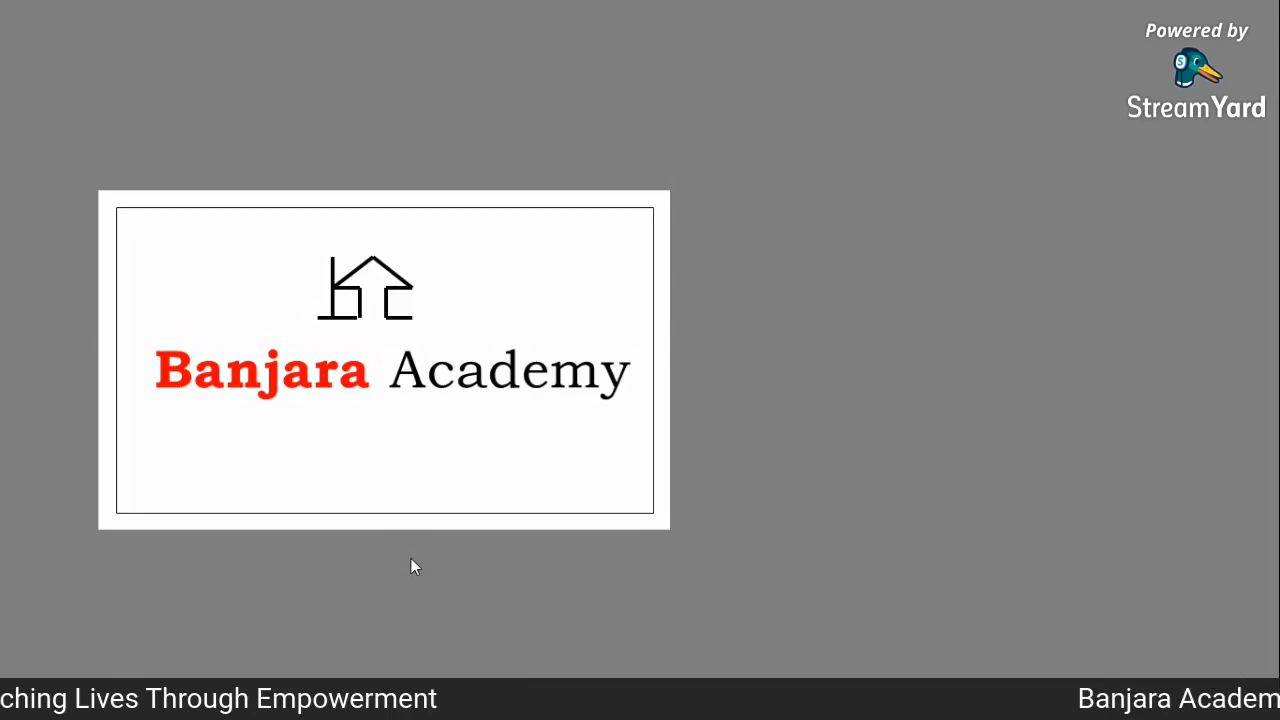 Powered by
StreamYard
Banjara Academy
ching Lives Through Empowerment
Banjara Academ